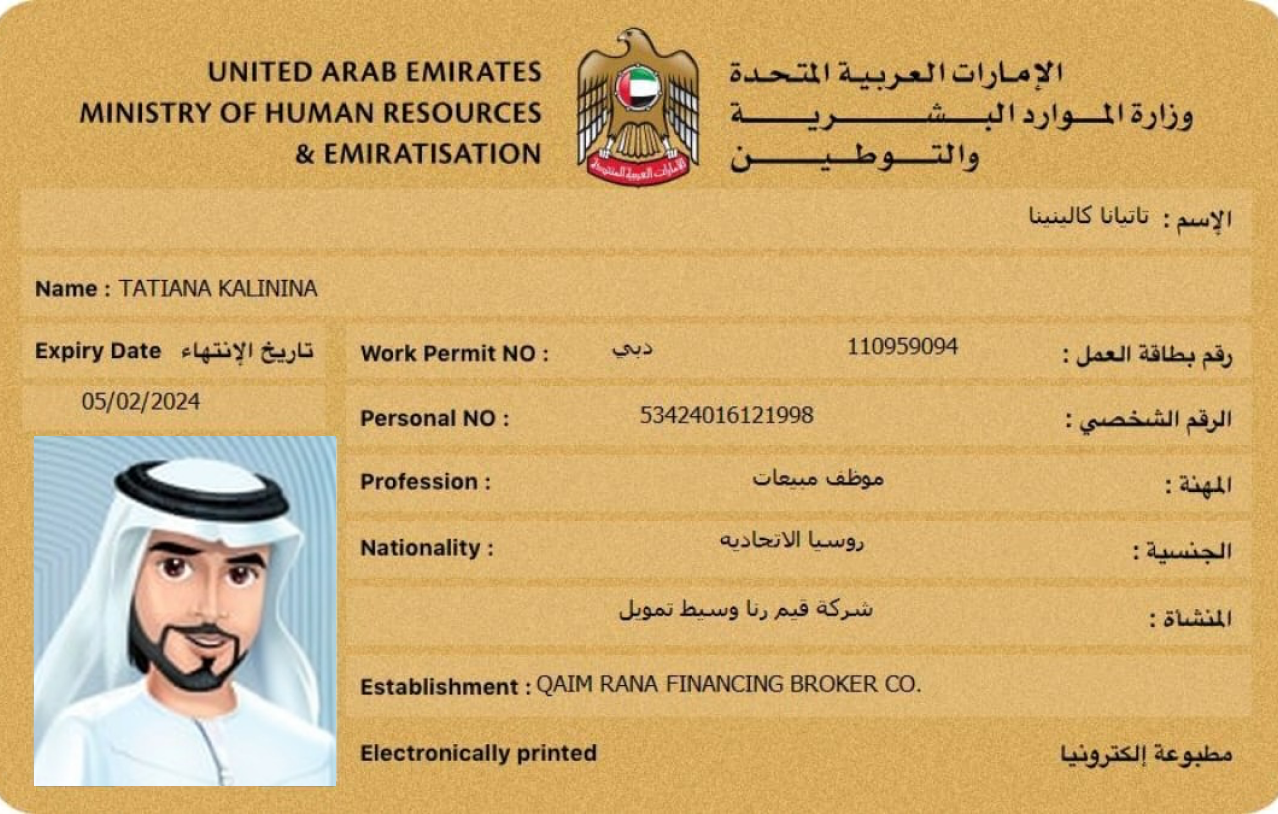 UNITED ARAB EMIRATES
MINISTRY OF HUMAN RESOURCES
& EMIRATISATION
الإمارات العربية المتحدة
وزارة الموارد البشرية
والتوطين
الإمارات العربية المتحدة
الإسم : تاتيانا كالينينا
Name : TATIANA KALININA
Expiry Date تاريخ الإنتهاء
05/02/2024
Work Permit NO : دبي 110959094 رقم بطاقة العمل :
Personal NO : 53424016121998 الرقم الشخصي :
Profession : موظف مبيعات المهنة :
Nationality : روسيا الاتحاديه الجنسية :
شركة قيم رنا وسيط تمويل المنشأة :
Establishment : QAIM RANA FINANCING BROKER CO.
Electronically printed مطبوعة إلكترونيا